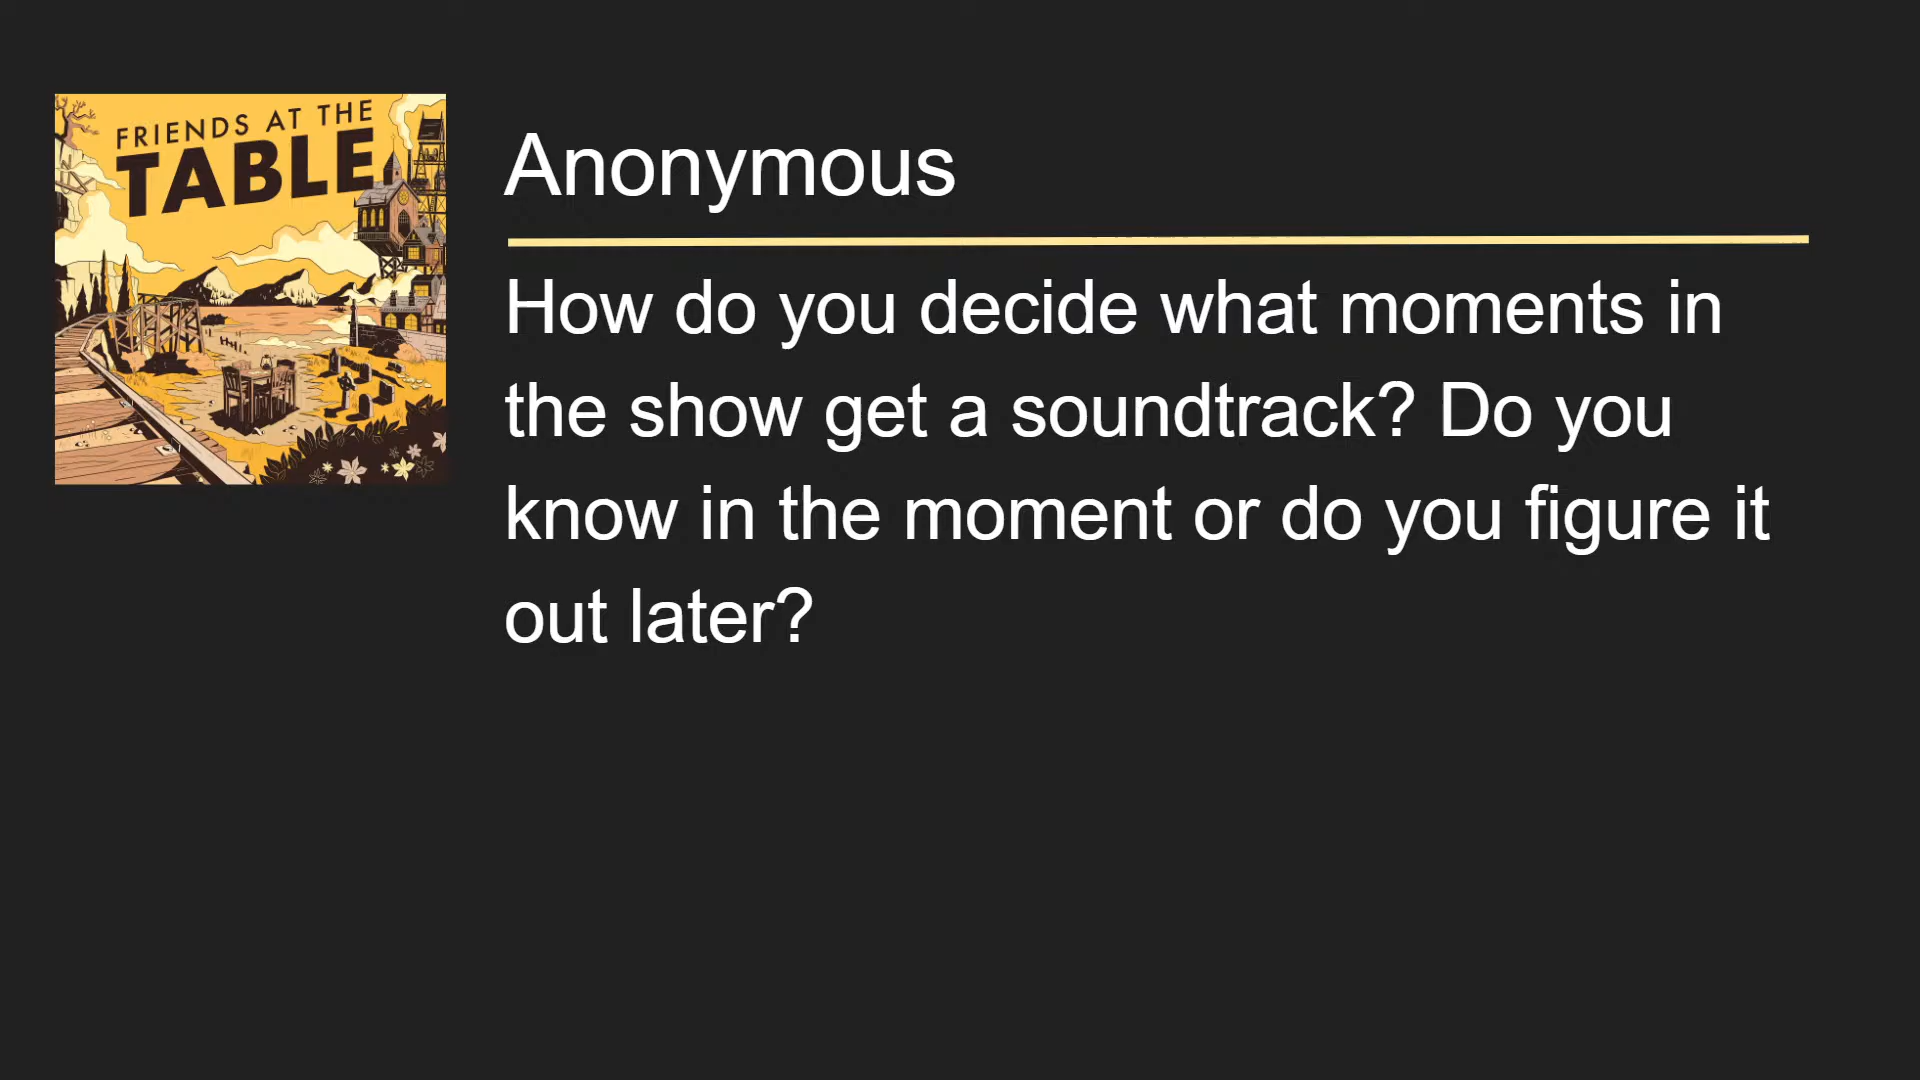 FRIENDS AT THE
TABLE
Anonymous
How do you decide what moments in
the show get a soundtrack? Do you
know in the moment or do you figure it
out later?